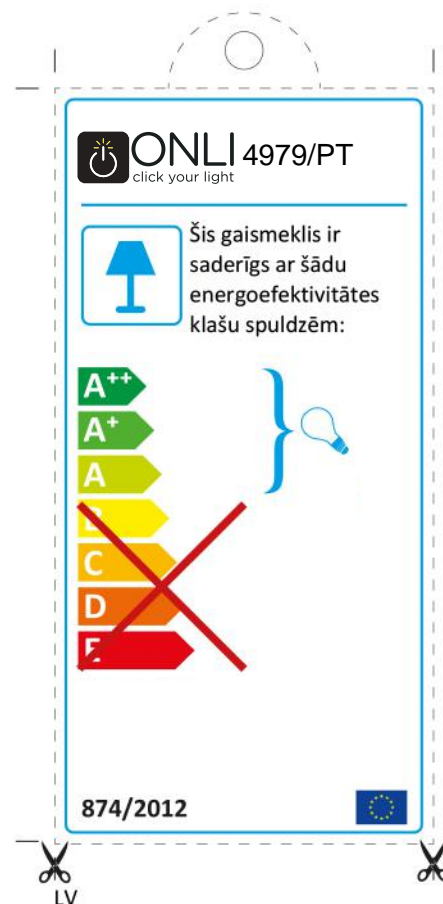 ONLI 4979/PT
click your light
Šis gaismeklis ir
saderīgs ar šādu
energoefektivitātes
klašu spuldzēm:
A++
A+
A
B
C
D
E
874/2012
LV